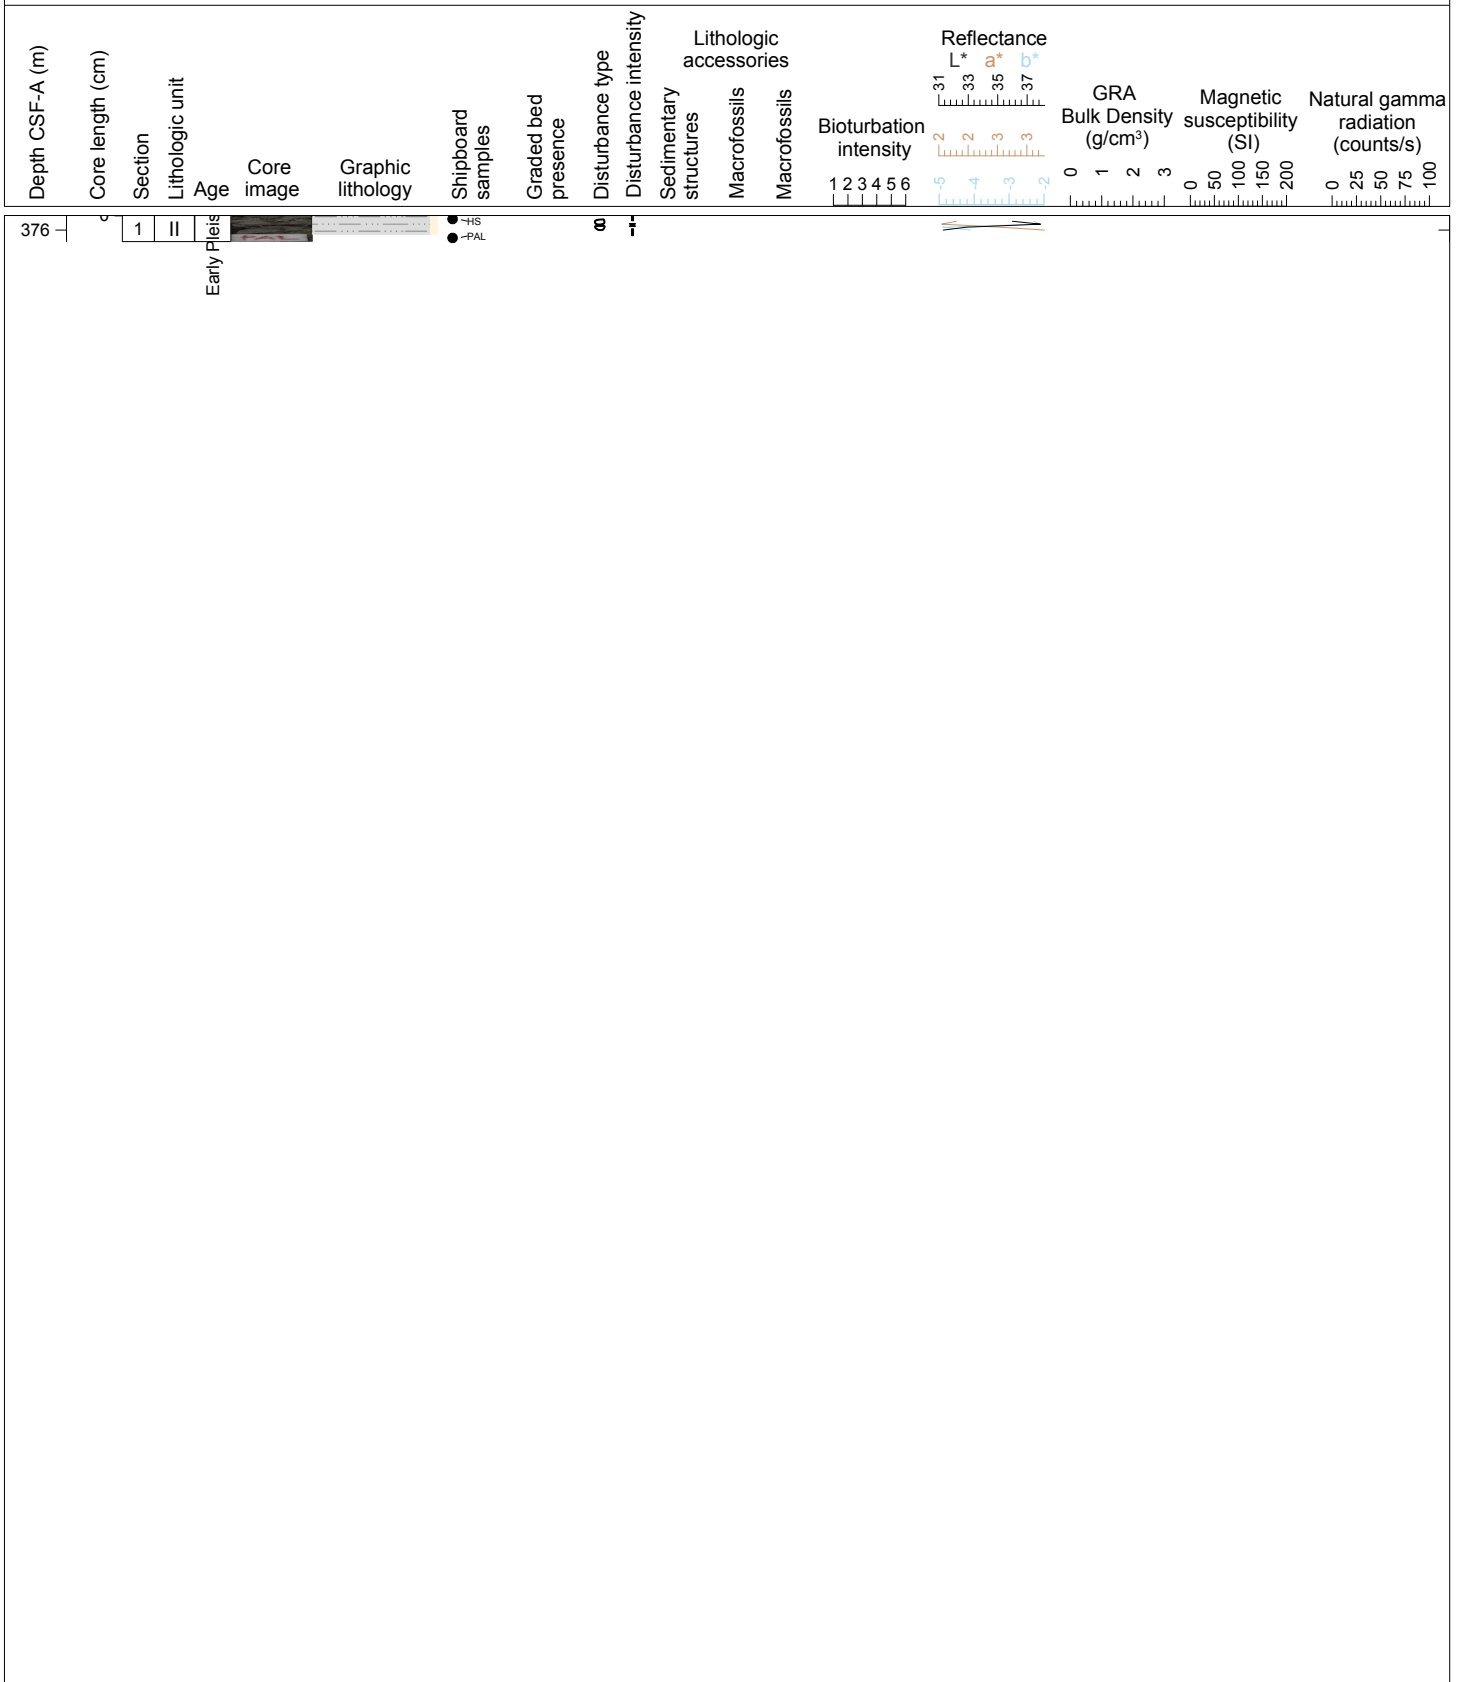 Depth CSF-A (m)
Core length (cm)
Section
Lithologic unit
Age
Core
image
Graphic
lithology
Shipboard
samples
Graded bed
presence
Disturbance type
Disturbance intensity
Lithologic
accessories
Sedimentary
structures
Macrofossils
Macrofossils
Bioturbation
intensity
1 2 3 4 5 6
Reflectance
L* a* b*
31 33 35 37
2 2 3 3
-5 -4 -3 -2
GRA
Bulk Density
(g/cm³)
0 1 2 3
Magnetic
susceptibility
(SI)
0 50 100 150 200
Natural gamma
radiation
(counts/s)
0 25 50 75 100
376
1
II
Early Pleis
HS
PAL